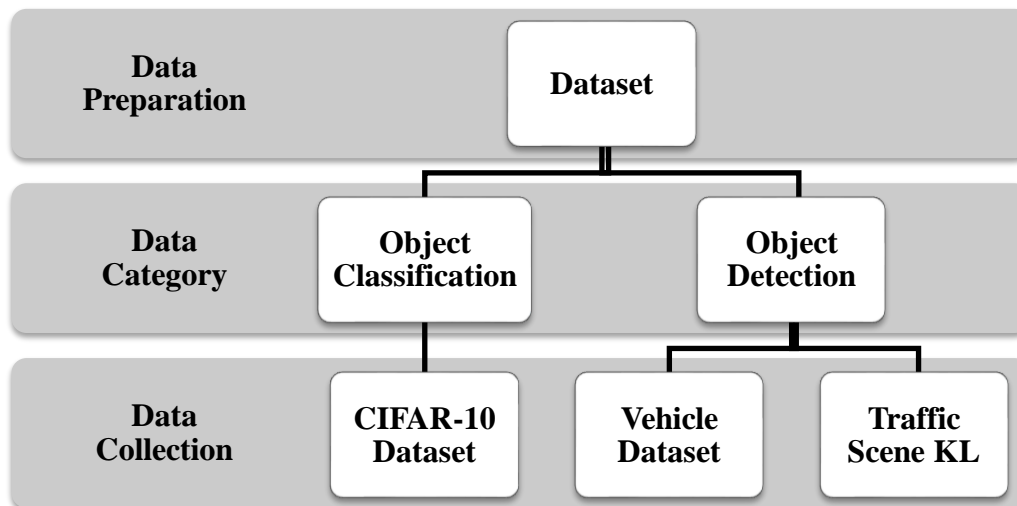 Data
Preparation
Dataset
Data
Category
Object
Classification
Object
Detection
Data
Collection
CIFAR-10
Dataset
Vehicle
Dataset
Traffic
Scene KL